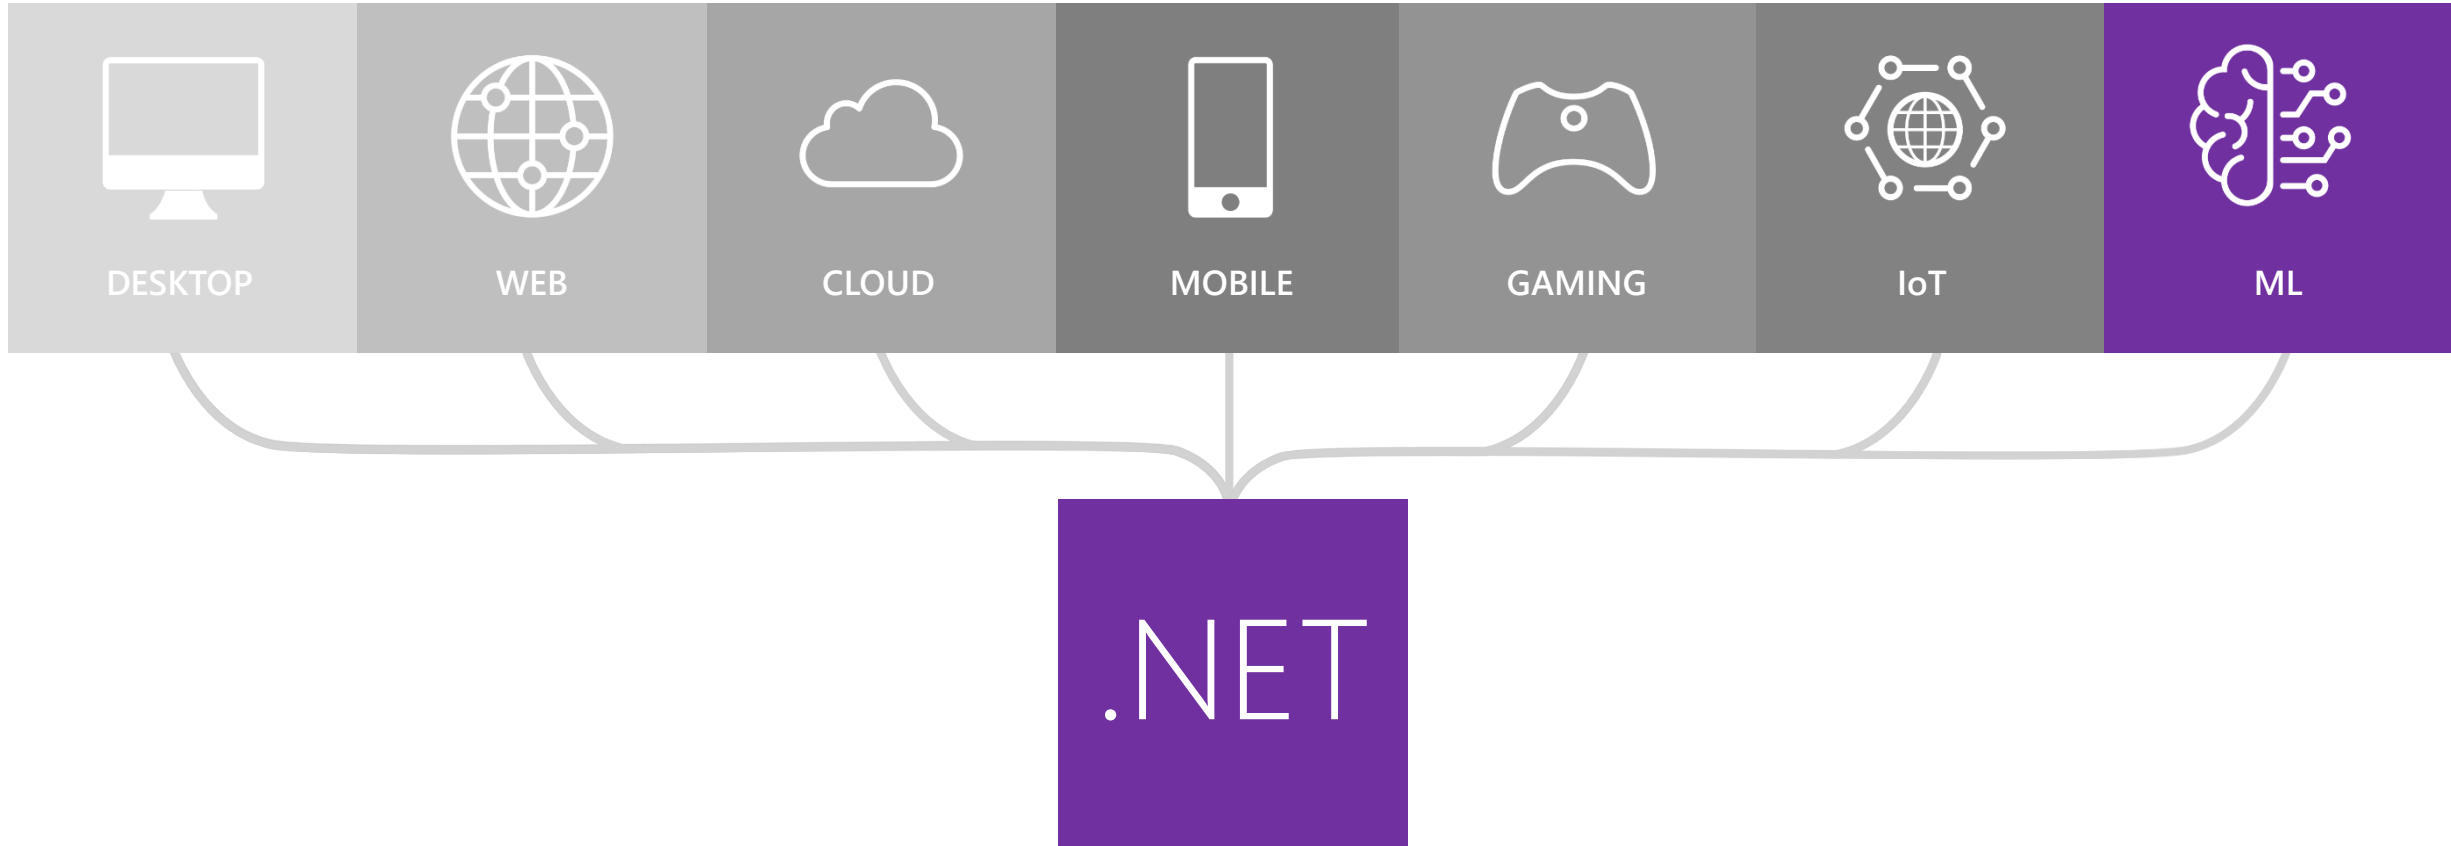 DESKTOP
WEB
CLOUD
MOBILE
GAMING
IoT
ML
.NET